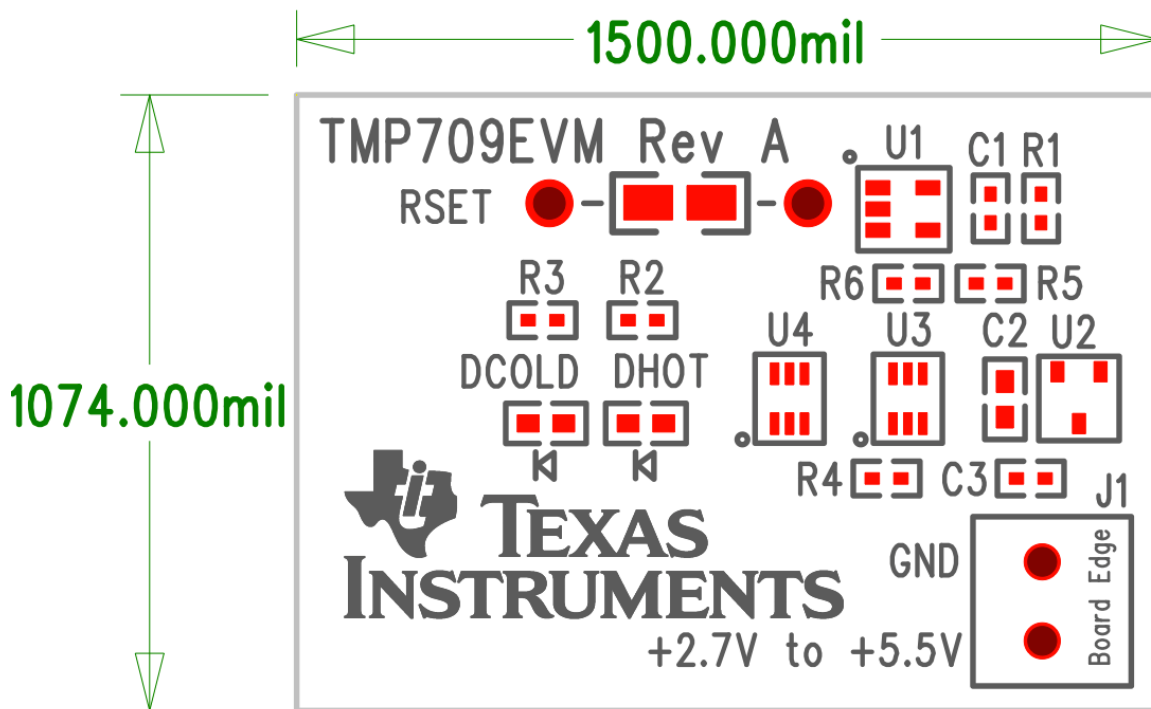 1500.000mil
TMP709EVM Rev A
U1
C1 R1
RSET
R6
R5
R3
R2
U4
U3
C2
U2
DCOLD
DHOT
1074.000mil
R4
C3
J1
TEXAS
INSTRUMENTS
GND
+2.7V to +5.5V
Board Edge